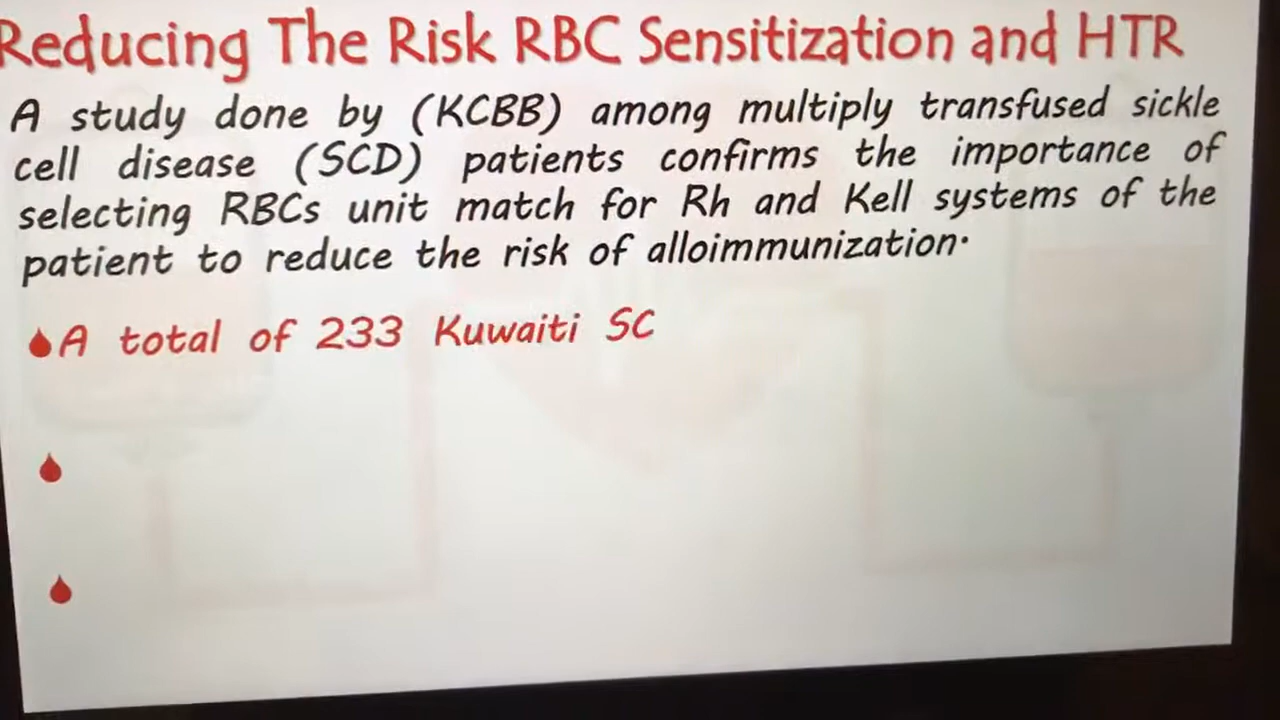 Reducing The Risk RBC Sensitization and HTR
A study done by (KCBB) among multiply transfused sickle
cell disease (SCD) patients confirms the importance of
selecting RBCs unit match for Rh and Kell systems of the
patient to reduce the risk of alloimmunization.
A total of 233 Kuwaiti SC